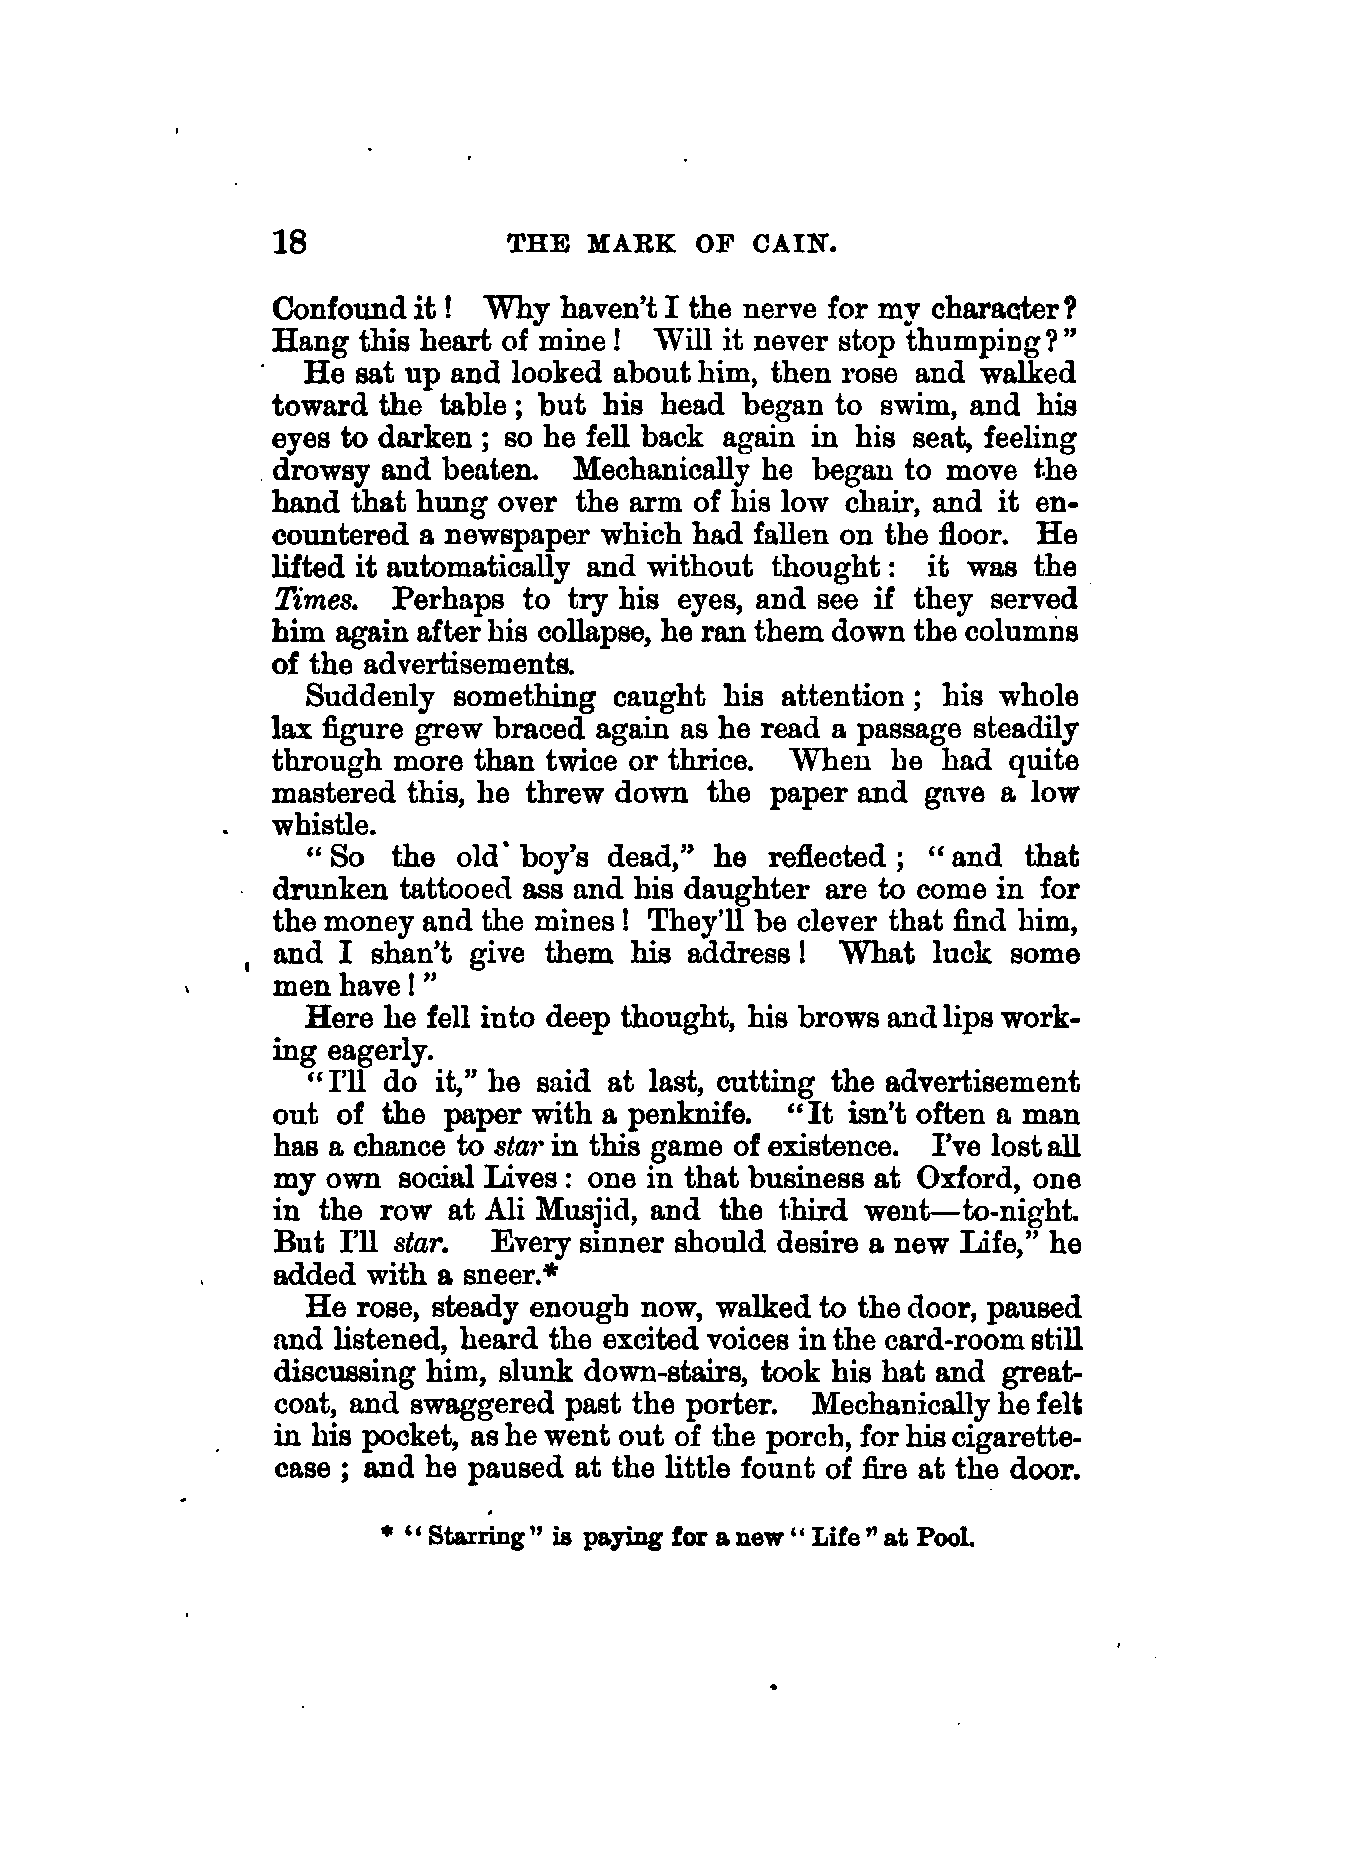 18 THE MARK OF CAIN.
Confound it! Why haven't I the nerve for my character?
Hang this heart of mine! Will it never stop thumping?"
He sat up and looked about him, then rose and walked
toward the table; but his head began to swim, and his
eyes to darken; so he fell back again in his seat, feeling
drowsy and beaten. Mechanically he began to move the
hand that hung over the arm of his low chair, and it en-
countered a newspaper which had fallen on the floor. He
lifted it automatically and without thought: it was the
Times. Perhaps to try his eyes, and see if they served
him again after his collapse, he ran them down the columns
of the advertisements.
Suddenly something caught his attention; his whole
lax figure grew braced again as he read a passage steadily
through more than twice or thrice. When he had quite
mastered this, he threw down the paper and gave a low
whistle.
"So the old boy's dead," he reflected; "and that
drunken tattooed ass and his daughter are to come in for
the money and the mines! They'll be clever that find him,
and I shan't give them his address! What luck some
men have!"
Here he fell into deep thought, his brows and lips work-
ing eagerly.
"I'll do it," he said at last, cutting the advertisement
out of the paper with a penknife. "It isn't often a man
has a chance to star in this game of existence. I've lost all
my own social Lives: one in that business at Oxford, one
in the row at Ali Musjid, and the third went—to-night.
But I'll star. Every sinner should desire a new Life," he
added with a sneer.*
He rose, steady enough now, walked to the door, paused
and listened, heard the excited voices in the card-room still
discussing him, slunk down-stairs, took his hat and great-
coat, and swaggered past the porter. Mechanically he felt
in his pocket, as he went out of the porch, for his cigarette-
case; and he paused at the little fount of fire at the door.
* "Starring" is paying for a new "Life" at Pool.